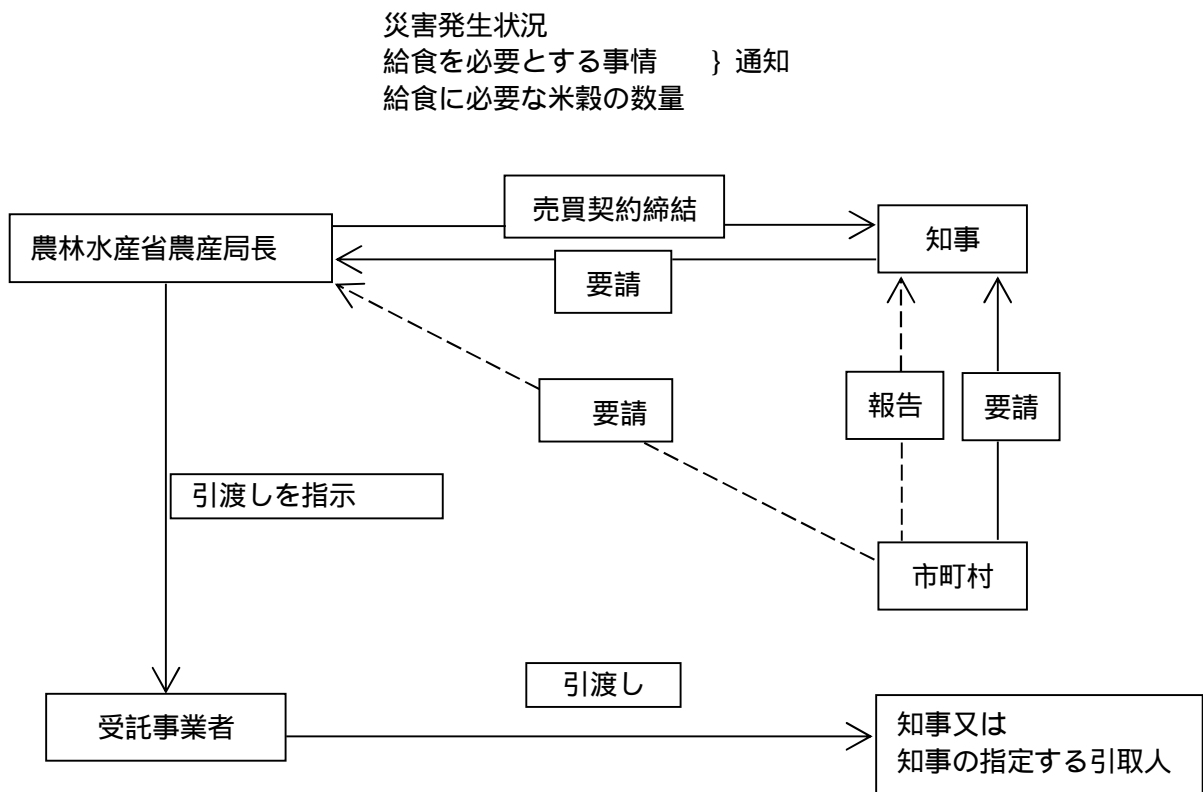 災害発生状況
給食を必要とする事情 } 通知
給食に必要な米穀の数量
売買契約締結
農林水産省農産局長
知事
要請
要請
報告
要請
引渡しを指示
市町村
引渡し
受託事業者
知事又は
知事の指定する引取人